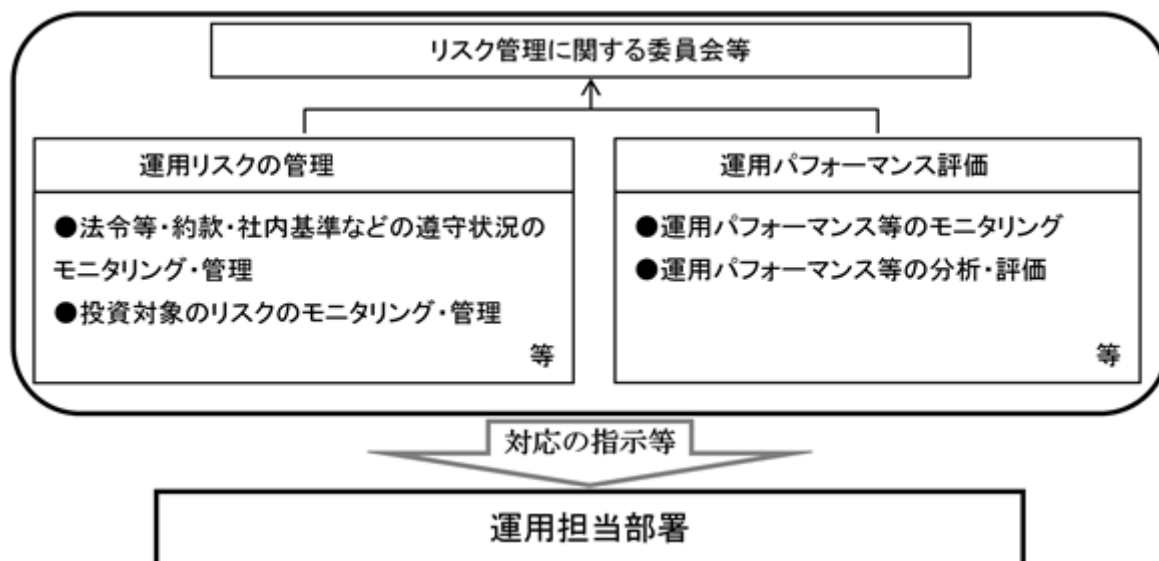 リスク管理に関する委員会等
運用リスクの管理
●法令等・約款・社内基準などの遵守状況の
モニタリング・管理
●投資対象のリスクのモニタリング・管理
等
運用パフォーマンス評価
●運用パフォーマンス等のモニタリング
●運用パフォーマンス等の分析・評価
等
対応の指示等
運用担当部署